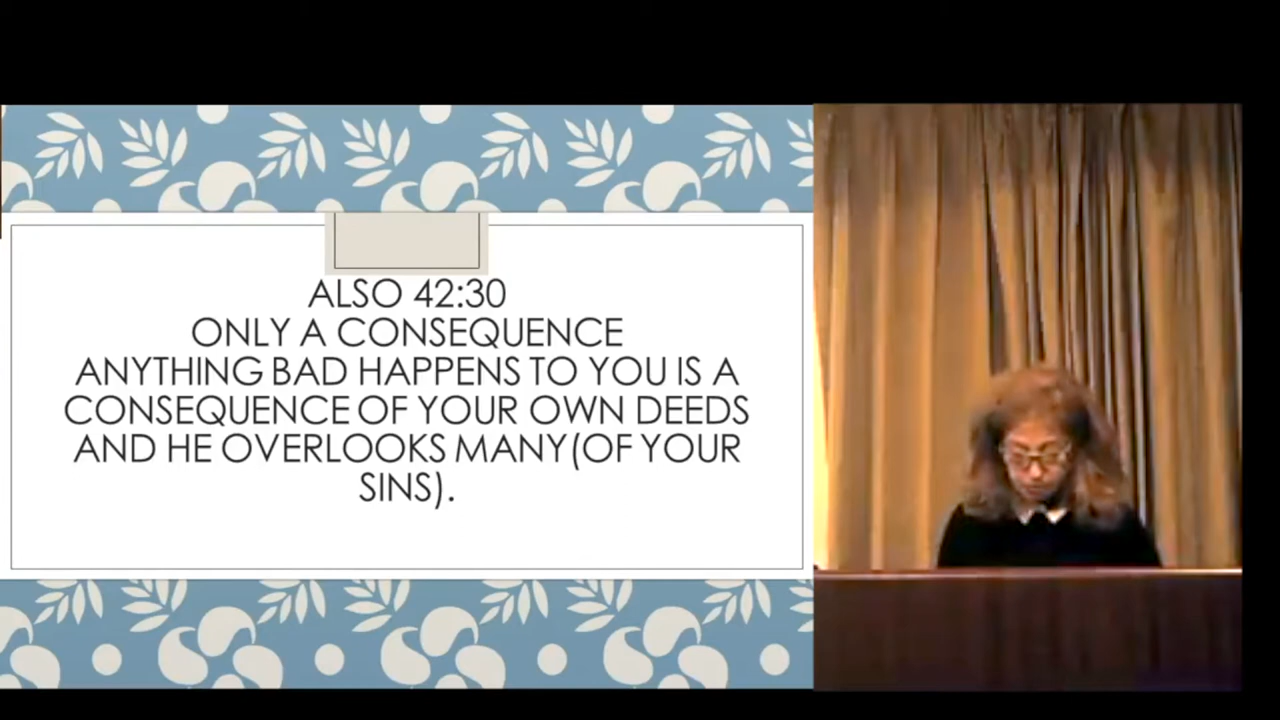 ALSO 42:30
ONLY A CONSEQUENCE
ANYTHING BAD HAPPENS TO YOU IS A
CONSEQUENCE OF YOUR OWN DEEDS
AND HE OVERLOOKS MANY(OF YOUR
SINS).